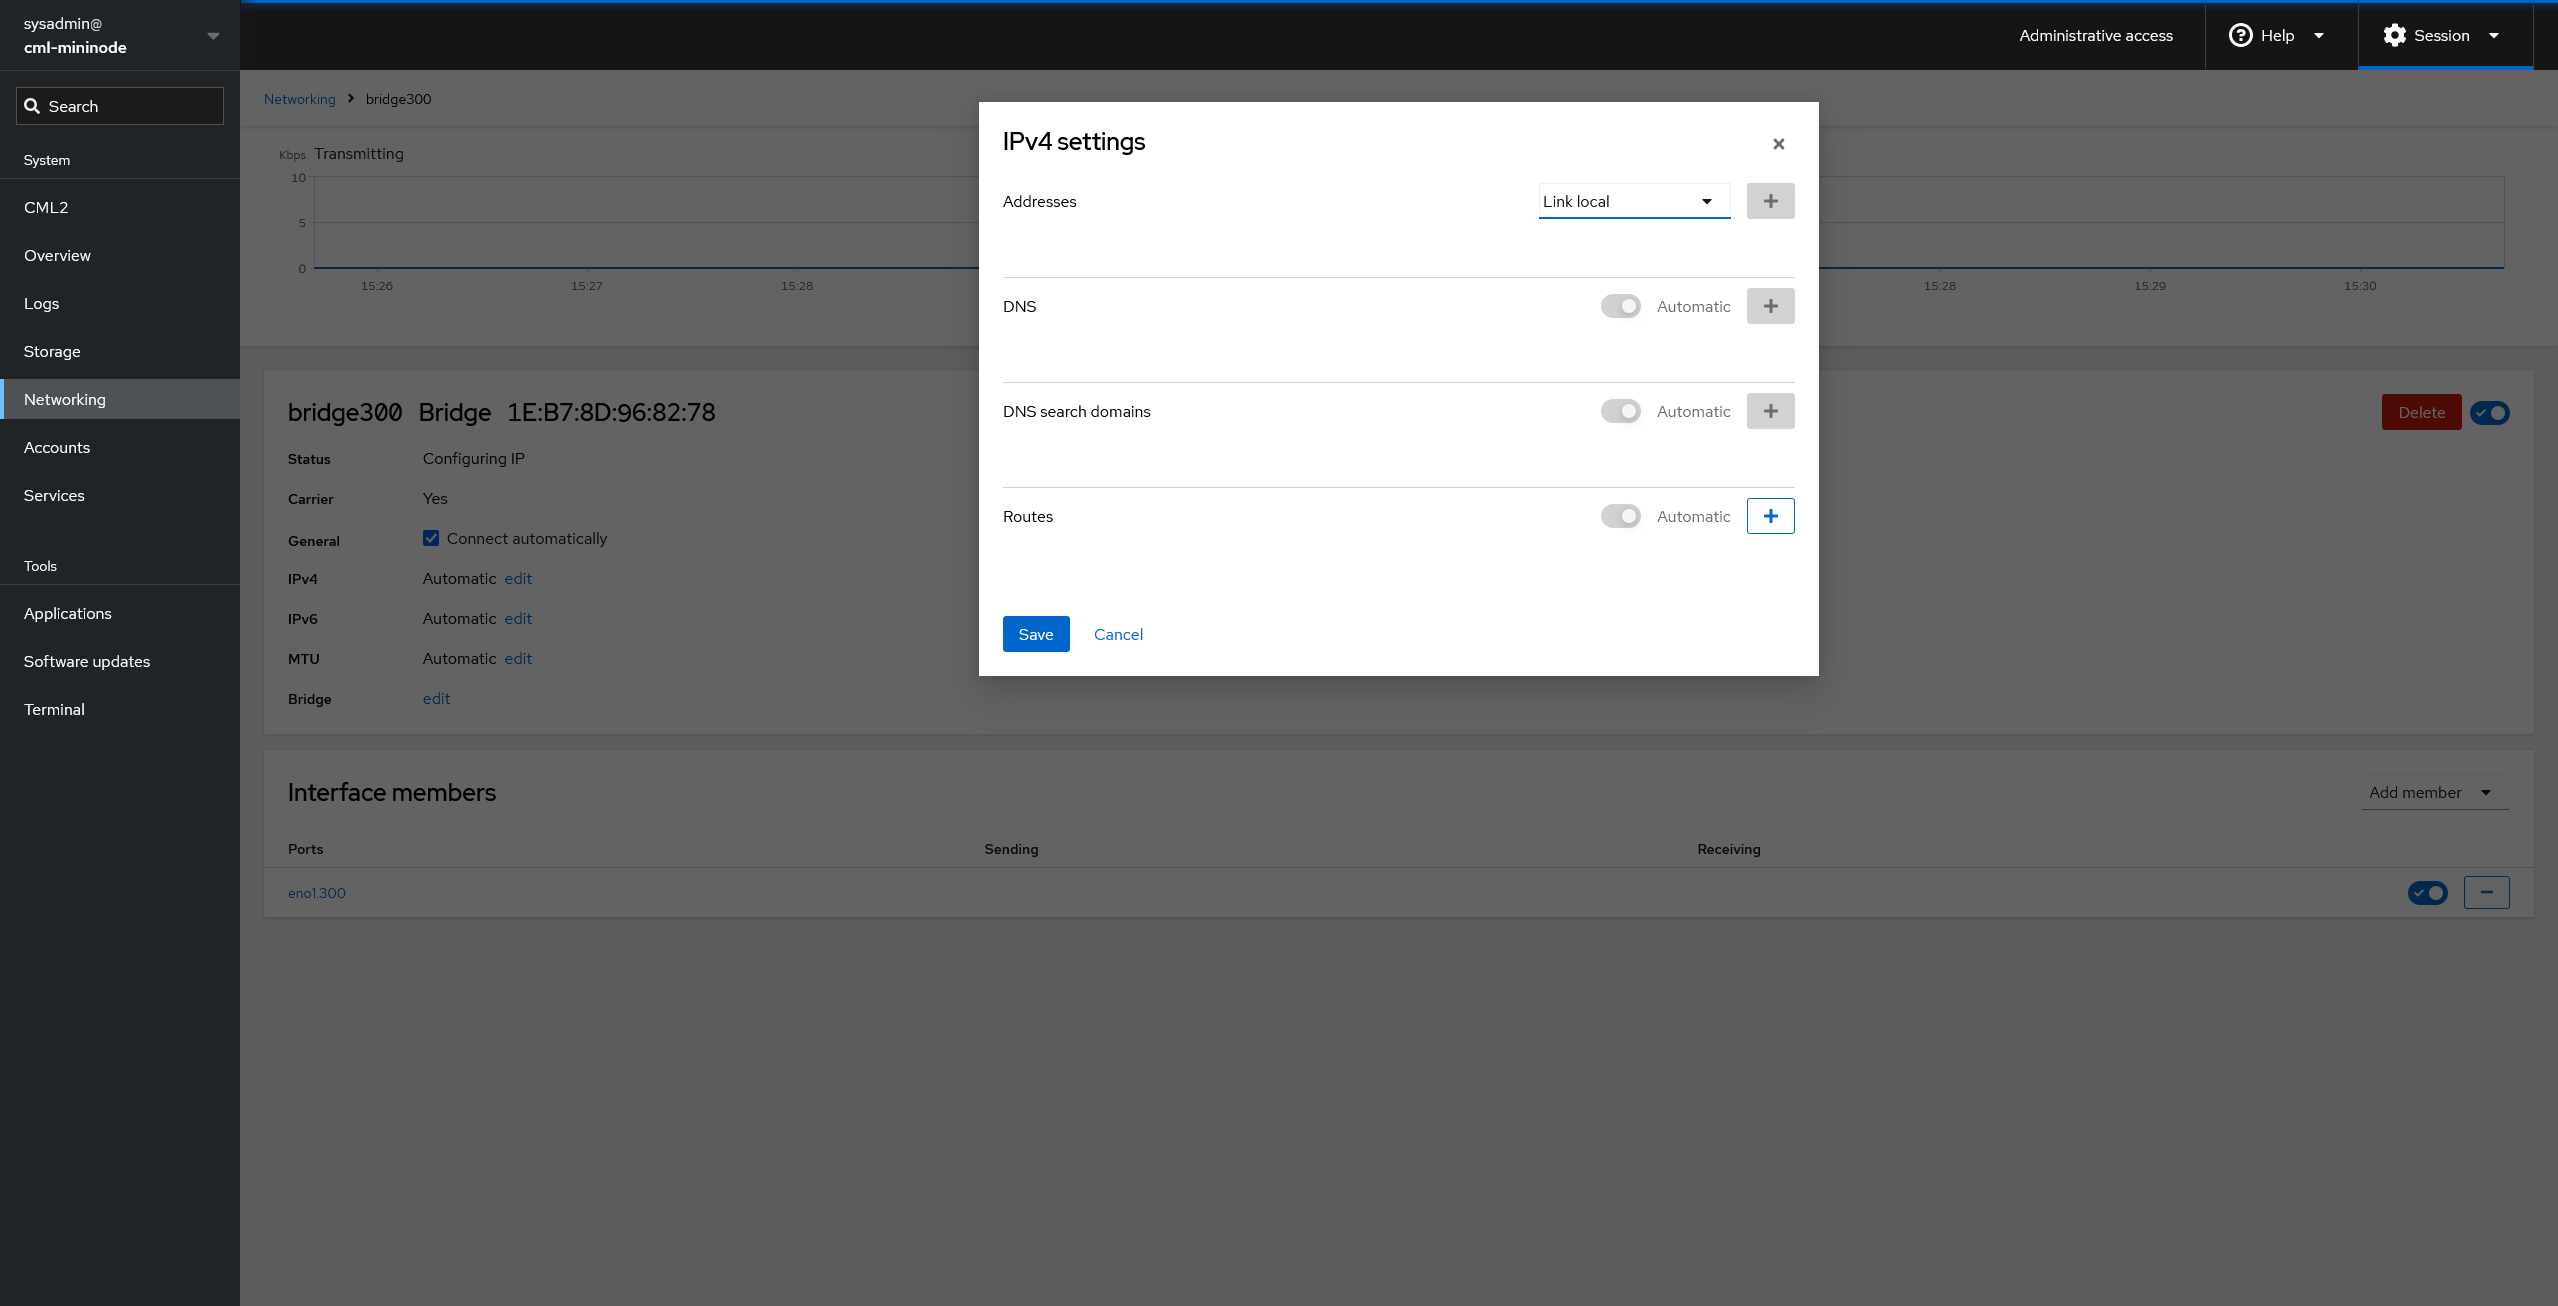 sysadmin@
cml-mininode
Administrative access
Help
Session
Search
System
CML2
Overview
Logs
Storage
Networking
Accounts
Services
Tools
Applications
Software updates
Terminal
Networking > bridge300
Kbps Transmitting
10
5
0
15:26 15:27 15:28 15:28 15:29 15:30
bridge300 Bridge 1E:B7:8D:96:82:78
Delete
Status Configuring IP
Carrier Yes
General Connect automatically
IPv4 Automatic edit
IPv6 Automatic edit
MTU Automatic edit
Bridge edit
Interface members
Add member
Ports Sending Receiving
eno1.300
IPv4 settings
Addresses Link local
DNS Automatic
DNS search domains Automatic
Routes Automatic
Save Cancel